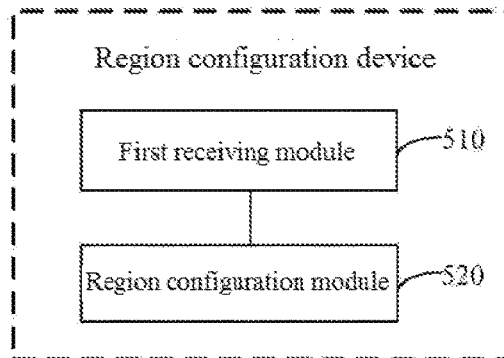 Region configuration device
First receiving module
510
Region configuration module
520